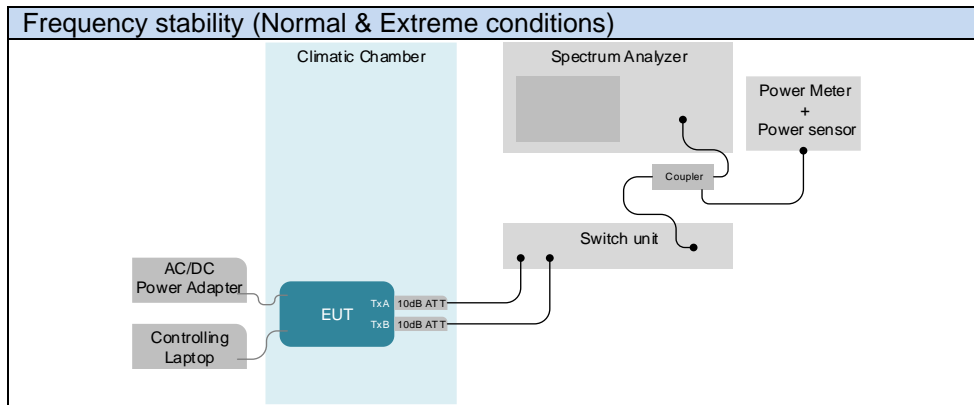 Frequency stability (Normal & Extreme conditions)
Climatic Chamber
Spectrum Analyzer
Power Meter
+
Power sensor
Coupler
Switch unit
AC/DC
Power Adapter
EUT
TxA
10dB ATT
TxB
10dB ATT
Controlling
Laptop